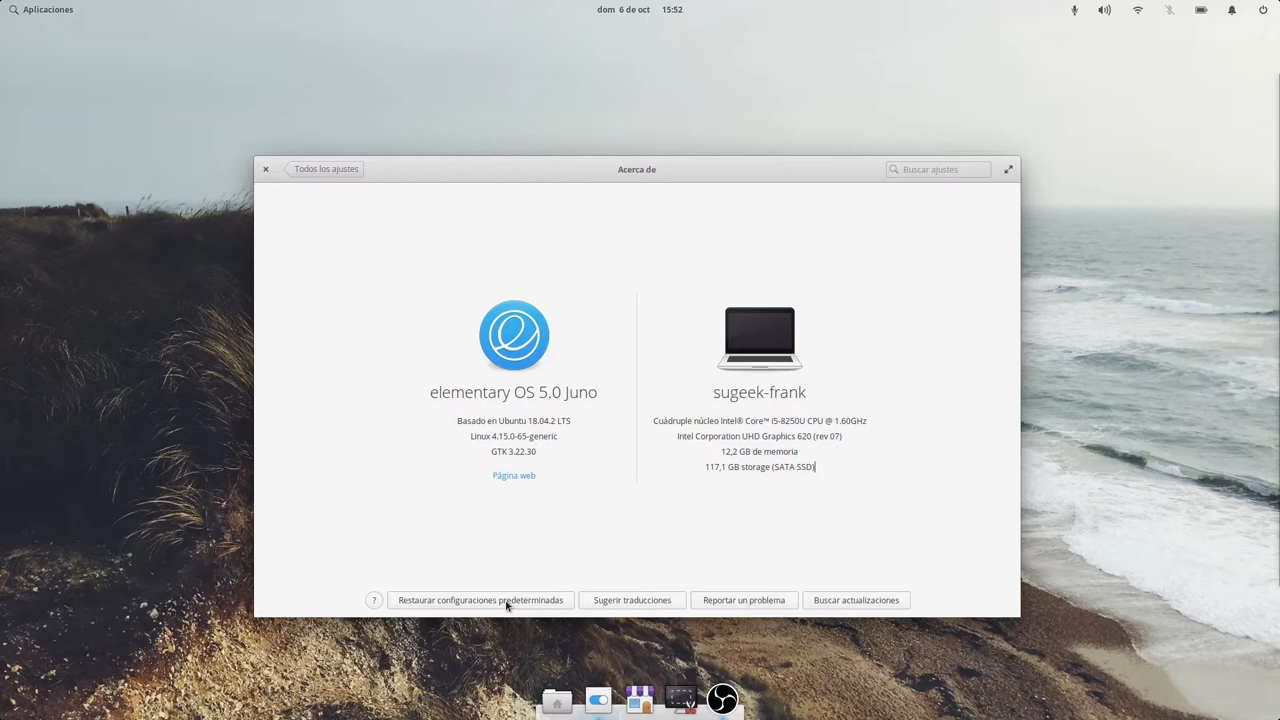 Aplicaciones
dom 6 de oct 15:52
Todos los ajustes
Acerca de
Buscar ajustes
elementary OS 5.0 Juno
Basado en Ubuntu 18.04.2 LTS
Linux 4.15.0-65-generic
GTK 3.22.30
Página web
sugeek-frank
Cuádruple núcleo Intel® Core™ i5-8250U CPU @ 1.60GHz
Intel Corporation UHD Graphics 620 (rev 07)
12,2 GB de memoria
117,1 GB storage (SATA SSD)
?
Restaurar configuraciones predeterminadas
Sugerir traducciones
Reportar un problema
Buscar actualizaciones